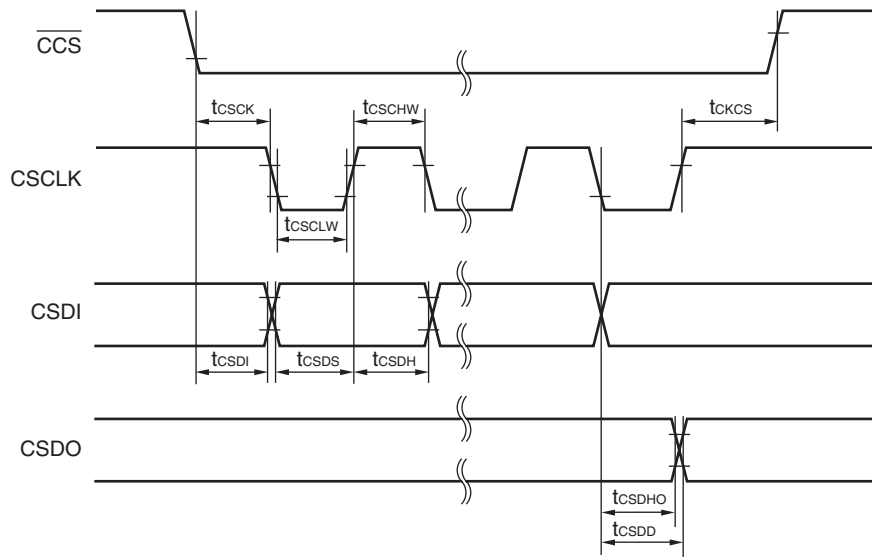 CCS
tCSCK
tCSCHW
tCKCS
CSCLK
tCSCLW
CSDI
tCSDI
tCSDS
tCSDH
CSDO
tCSDHO
tCSDD